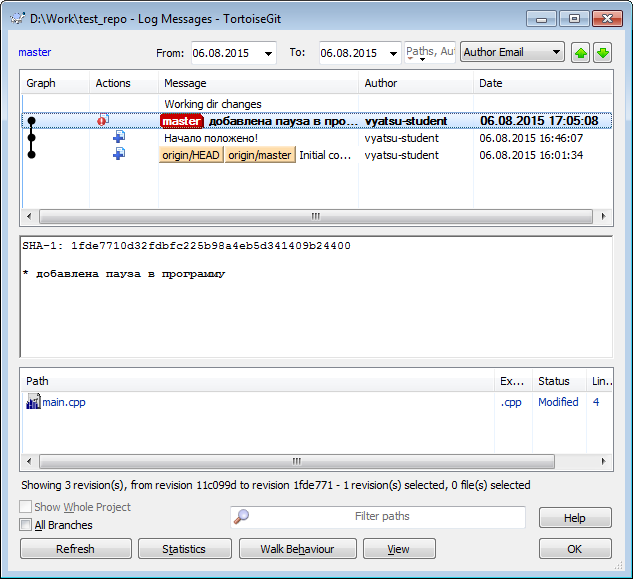 D:\Work\test_repo - Log Messages - TortoiseGit
master From: 06.08.2015 To: 06.08.2015 Paths, Au Author Email
Graph Actions Message Author Date
Working dir changes
master добавлена пауза в про... vyatsu-student 06.08.2015 17:05:08
Начало положено! vyatsu-student 06.08.2015 16:46:07
origin/HEAD origin/master Initial co... vyatsu-student 06.08.2015 16:01:34
SHA-1: 1fde7710d32fdbfc225b98a4eb5d341409b24400
* добавлена пауза в программу
Path Ex... Status Lin...
main.cpp .cpp Modified 4
Showing 3 revision(s), from revision 11c099d to revision 1fde771 - 1 revision(s) selected, 0 file(s) selected
Show Whole Project
All Branches
Filter paths
Help
Refresh Statistics Walk Behaviour View OK